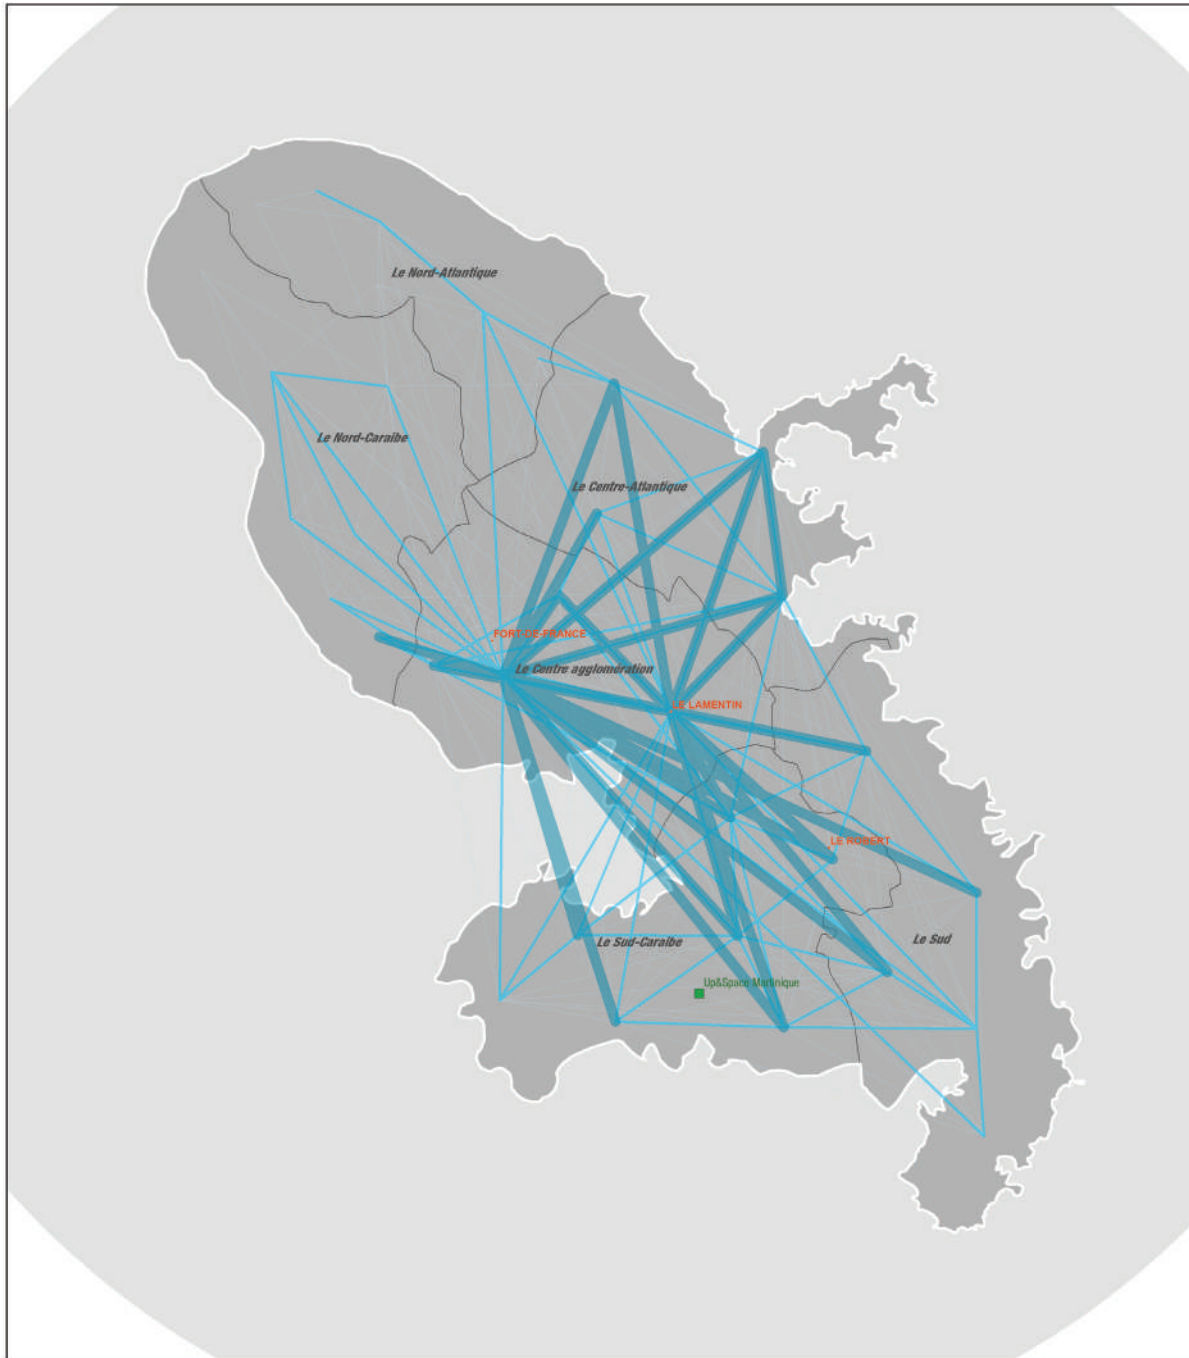 Le Nord-Atlantique
Le Nord-Caraïbe
Le Centre-Atlantique
FORT-DE-FRANCE
Le Centre agglomération
LE LAMENTIN
LE ROBERT
Le Sud-Caraïbe
Le Sud
Up&Space Martinique